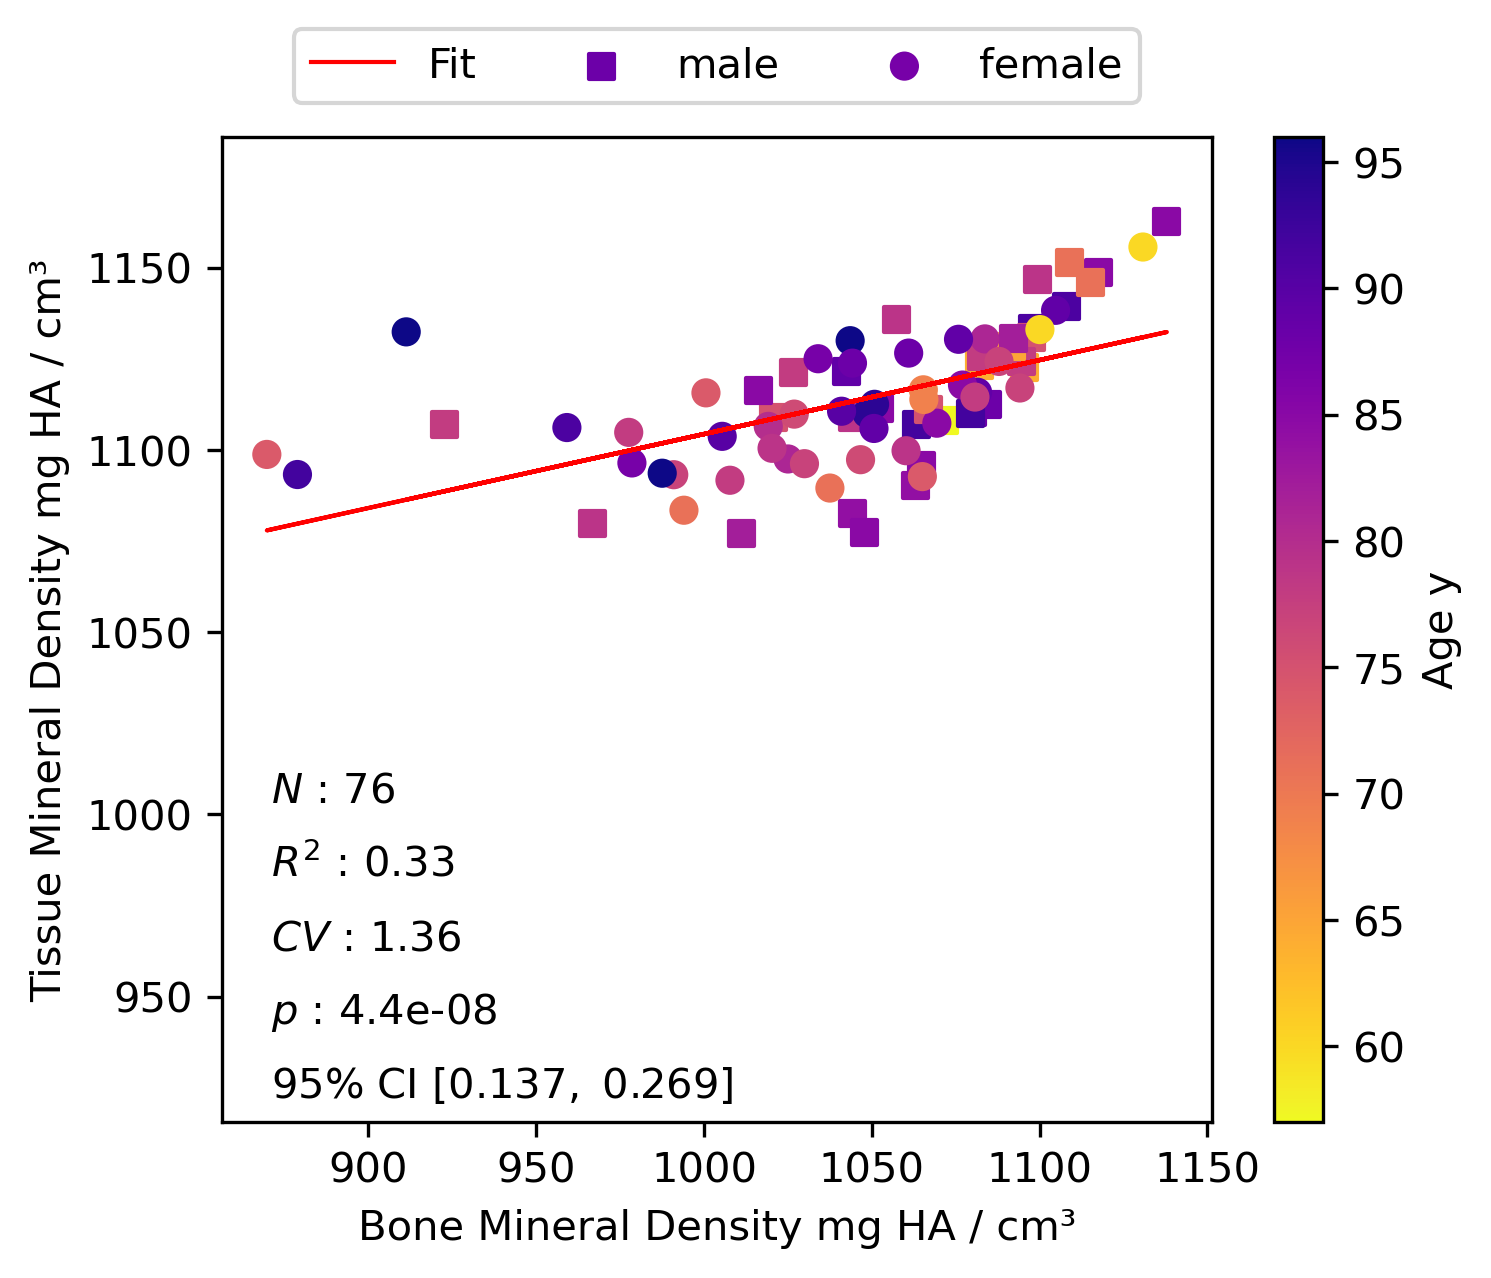 Fit male female
1150
1100
1050
1000
950
Tissue Mineral Density mg HA / cm³
N : 76
R² : 0.33
CV : 1.36
p : 4.4e-08
95% CI [0.137, 0.269]
900 950 1000 1050 1100 1150
Bone Mineral Density mg HA / cm³
95
90
85
80
75
70
65
60
Age y